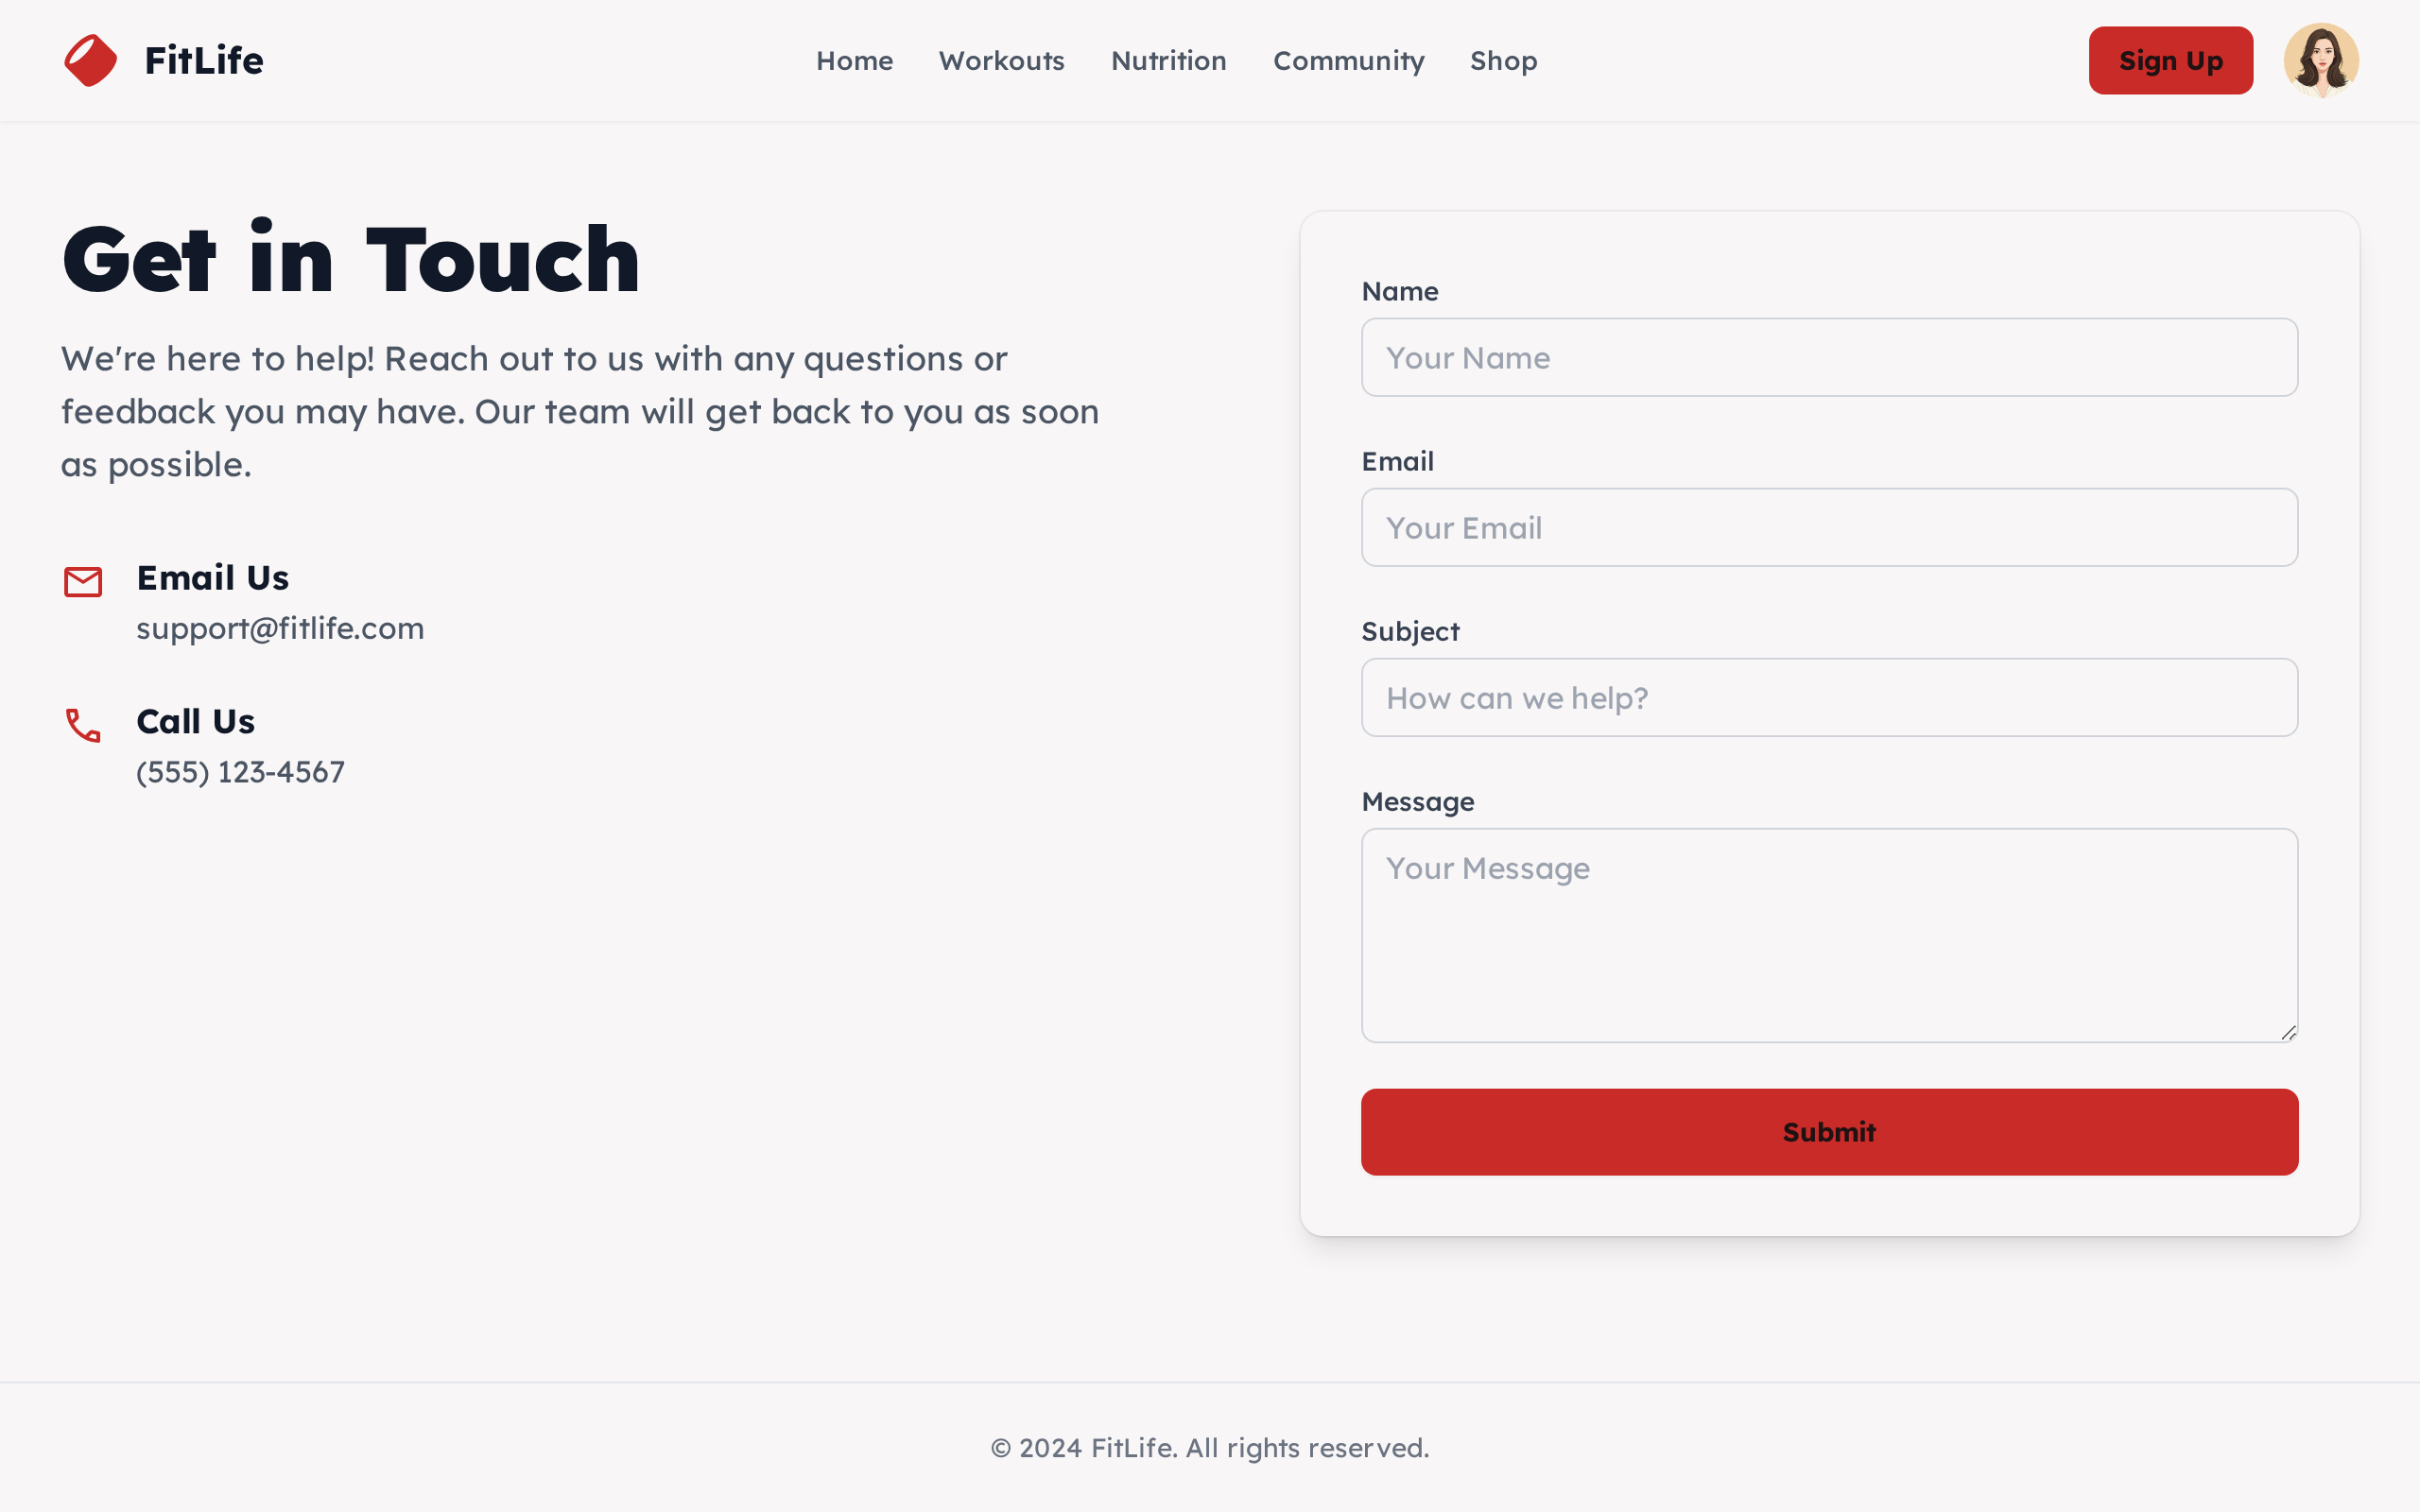 FitLife
Home
Workouts
Nutrition
Community
Shop
Sign Up
Get in Touch
We're here to help! Reach out to us with any questions or
feedback you may have. Our team will get back to you as soon
as possible.
Email Us
support@fitlife.com
Call Us
(555) 123-4567
Name
Your Name
Email
Your Email
Subject
How can we help?
Message
Your Message
Submit
© 2024 FitLife. All rights reserved.